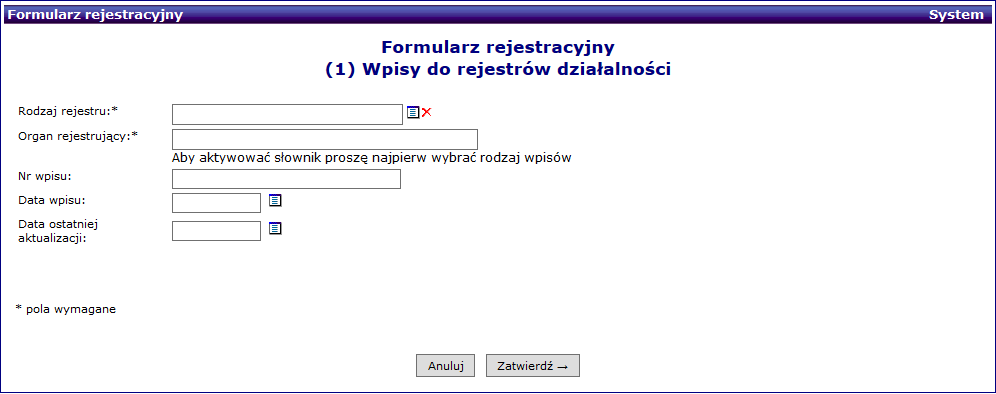 Formularz rejestracyjny System
Formularz rejestracyjny
(1) Wpisy do rejestrów działalności
Rodzaj rejestru:*
Organ rejestrujący:*
Aby aktywować słownik proszę najpierw wybrać rodzaj wpisów
Nr wpisu:
Data wpisu:
Data ostatniej
aktualizacji:
* pola wymagane
Anuluj Zatwierdź →